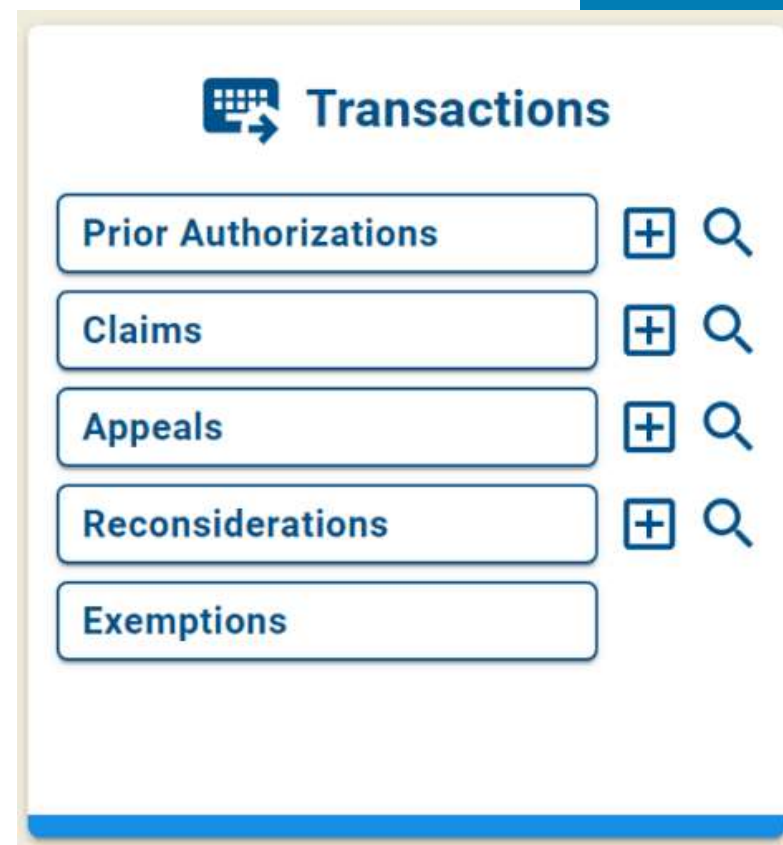 Transactions
Prior Authorizations
Claims
Appeals
Reconsiderations
Exemptions